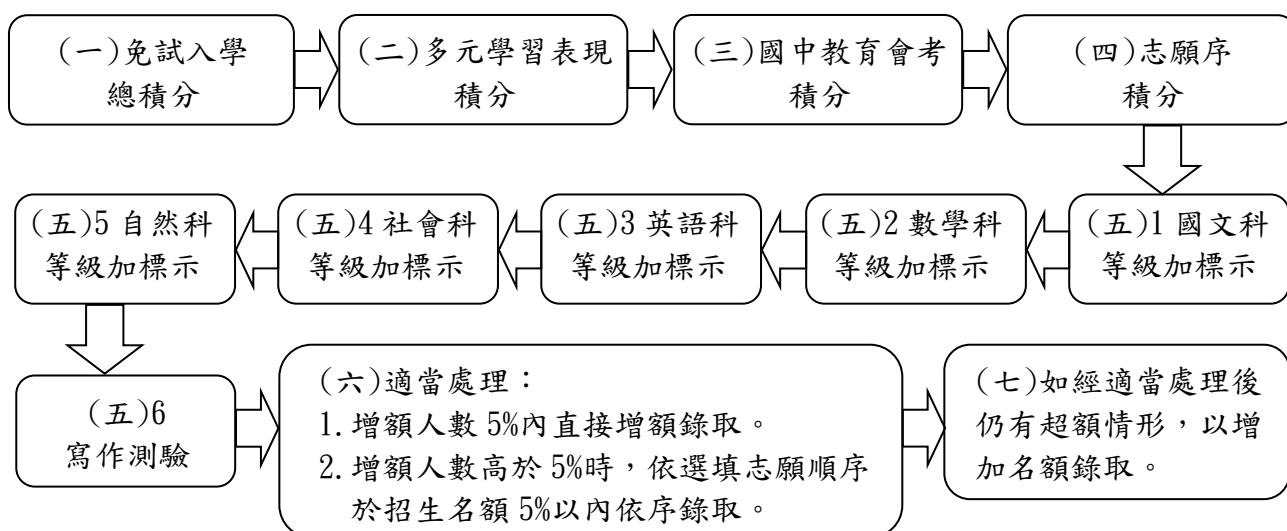 (一)免試入學
總積分
(二)多元學習表現
積分
(三)國中教育會考
積分
(四)志願序
積分
(五)1 國文科
等級加標示
(五)2 數學科
等級加標示
(五)3 英語科
等級加標示
(五)4 社會科
等級加標示
(五)5 自然科
等級加標示
(五)6
寫作測驗
(六)適當處理：
1. 增額人數 5%內直接增額錄取。
2. 增額人數高於 5%時，依選填志願順序
於招生名額 5%以內依序錄取。
(七)如經適當處理後
仍有超額情形，以增
加名額錄取。